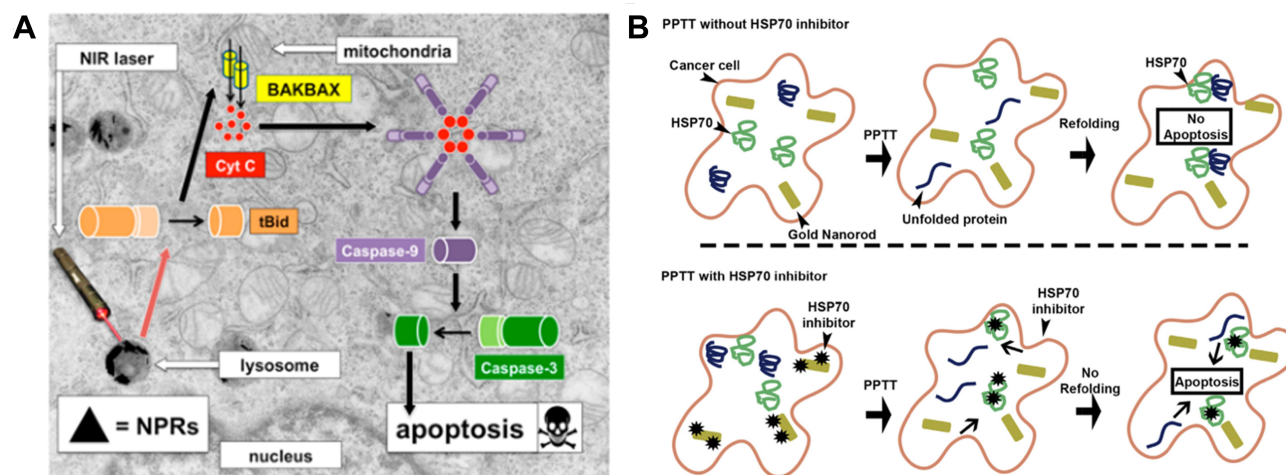 A
NIR laser
mitochondria
BAKBAX
Cyt C
tBid
Caspase-9
Caspase-3
lysosome
= NPRs
apoptosis
nucleus
B
PPTT without HSP70 inhibitor
Cancer cell
HSP70
PPTT
Unfolded protein
Gold Nanorod
Refolding
HSP70
No
Apoptosis
PPTT with HSP70 inhibitor
HSP70
inhibitor
PPTT
HSP70
inhibitor
No
Refolding
Apoptosis